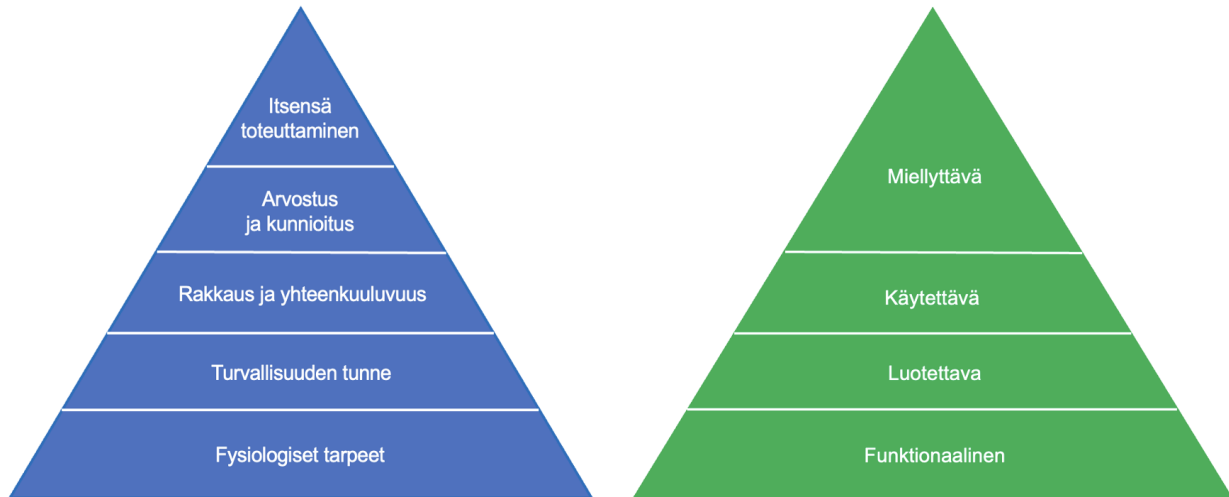 Itsensä
toteuttaminen
Arvostus
ja kunnioitus
Rakkaus ja yhteenkuuluvuus
Turvallisuuden tunne
Fysiologiset tarpeet
Miellyttävä
Käytettävä
Luotettava
Funktionaalinen